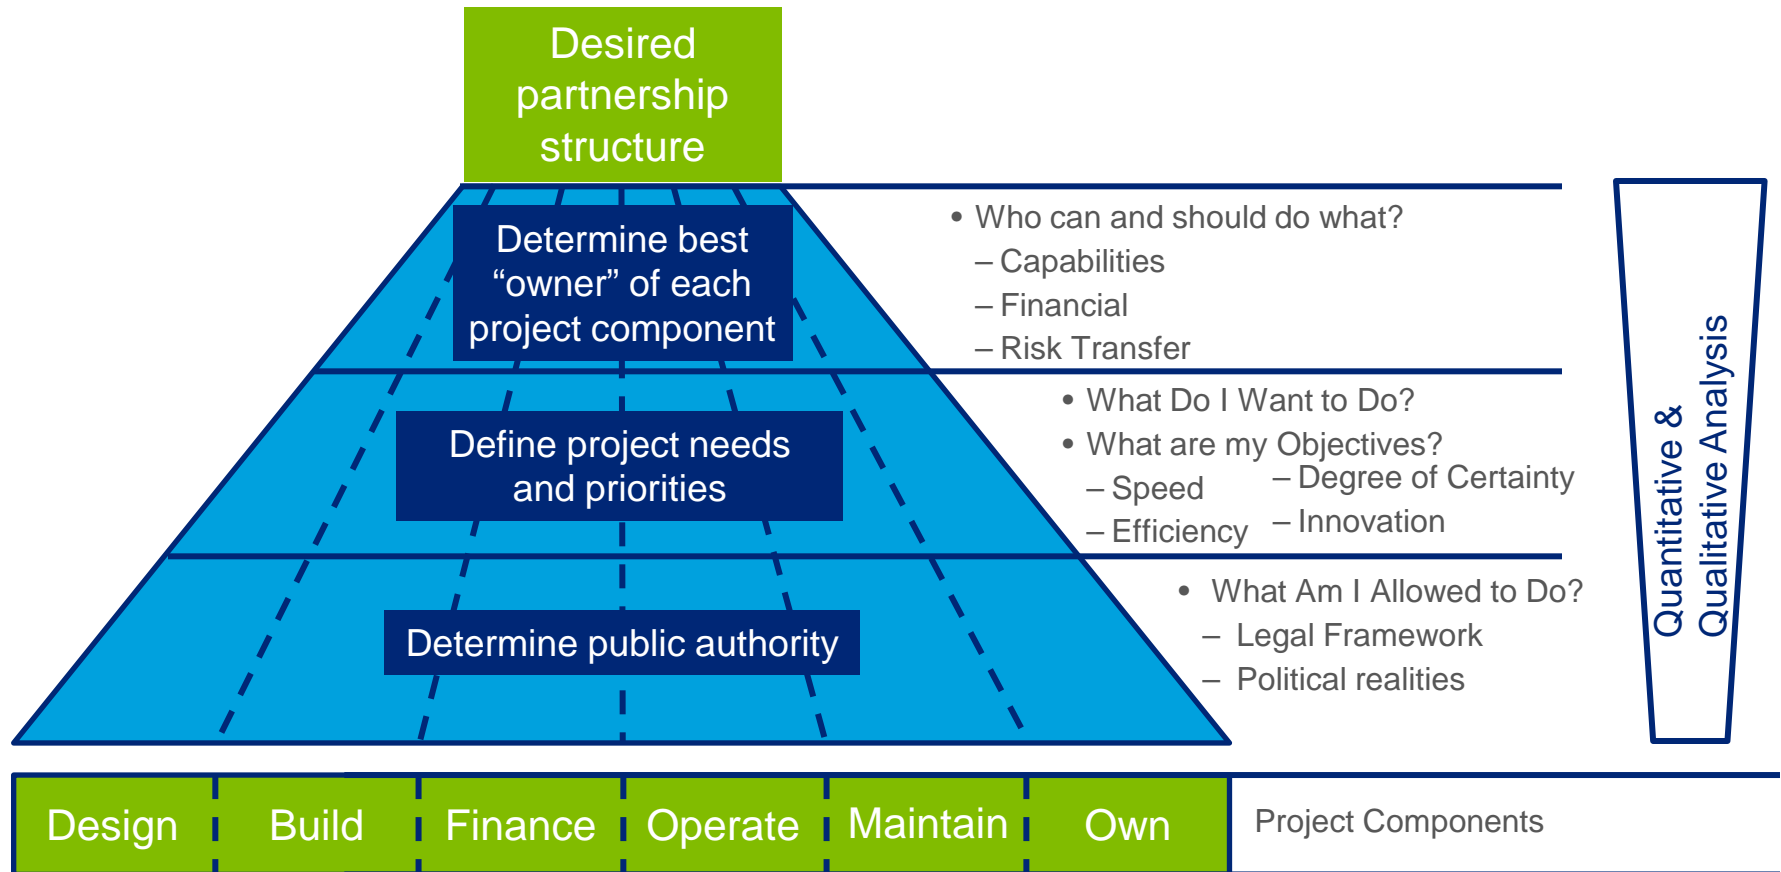 Desired
partnership
structure
Determine best
“owner” of each
project component
• Who can and should do what?
– Capabilities
– Financial
– Risk Transfer
Define project needs
and priorities
• What Do I Want to Do?
• What are my Objectives?
– Speed
– Efficiency
– Degree of Certainty
– Innovation
Determine public authority
• What Am I Allowed to Do?
– Legal Framework
– Political realities
Quantitative &
Qualitative Analysis
Design
Build
Finance
Operate
Maintain
Own
Project Components